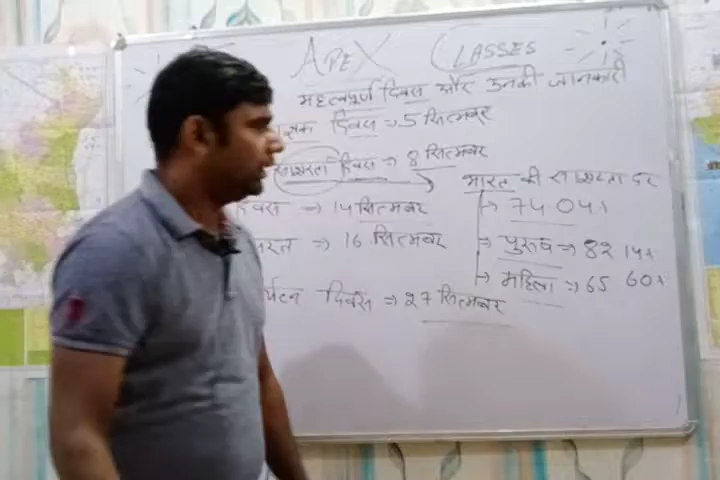 APEX CLASSES
महत्वपूर्ण दिवस और उनकी जानकारी
दिवस → 5 सितम्बर
साक्षरता दिवस → 8 सितम्बर
दिवस → 14 सितम्बर
→ 16 सितम्बर
दिवस → 27 सितम्बर
भारत की साक्षरता दर
→ 74 04%
→ पुरुष → 82 14%
→ महिला → 65 60%